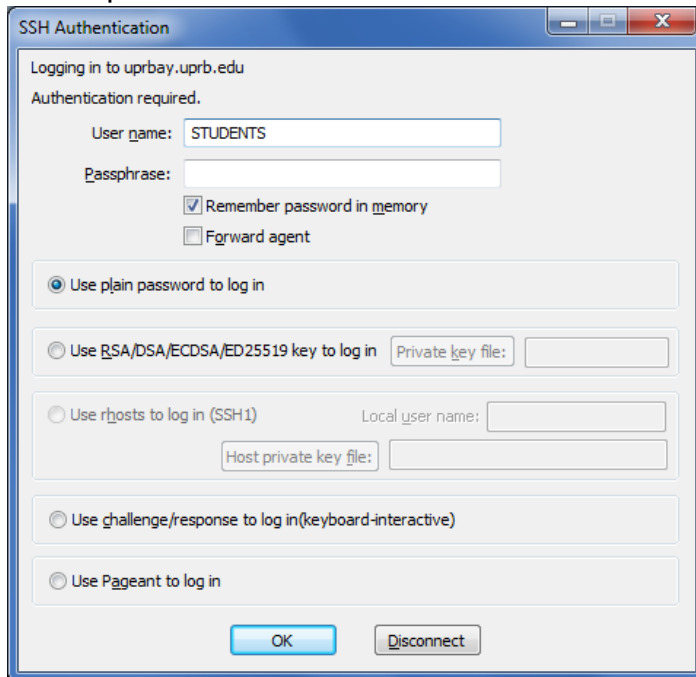 SSH Authentication
Logging in to uprbay.uprb.edu
Authentication required.
User name: STUDENTS
Passphrase:
Remember password in memory
Forward agent
Use plain password to log in
Use RSA/DSA/ECDSA/ED25519 key to log in Private key file:
Use rhosts to log in (SSH1) Local user name:
Host private key file:
Use challenge/response to log in(keyboard-interactive)
Use Pageant to log in
OK Disconnect